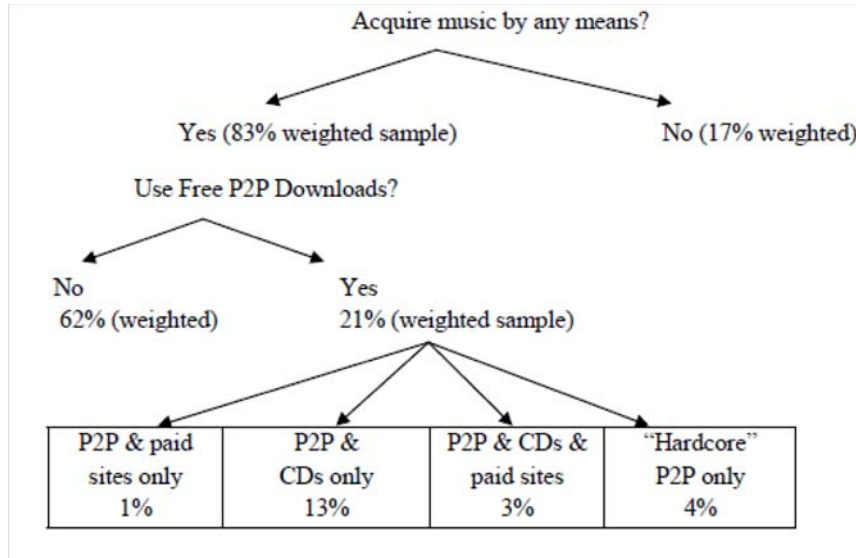 Acquire music by any means?
Yes (83% weighted sample)
No (17% weighted)
Use Free P2P Downloads?
No
62% (weighted)
Yes
21% (weighted sample)
P2P & paid
sites only
1%
P2P &
CDs only
13%
P2P & CDs &
paid sites
3%
“Hardcore”
P2P only
4%